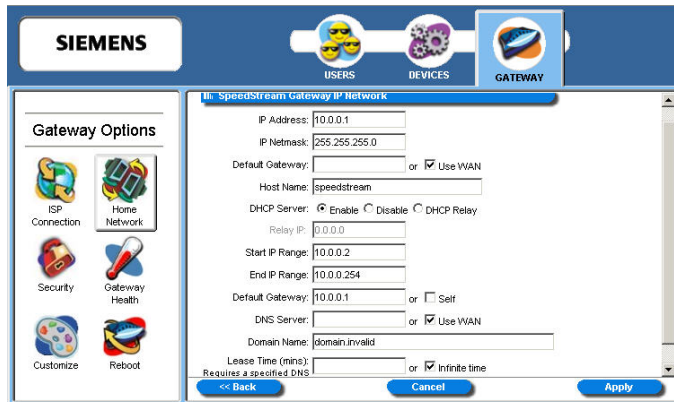 SIEMENS
USERS
DEVICES
GATEWAY
SpeedStream Gateway IP Network
Gateway Options
ISP Connection
Home Network
Security
Gateway Health
Customize
Reboot
IP Address: 10.0.0.1
IP Netmask: 255.255.255.0
Default Gateway: or Use WAN
Host Name: speedstream
DHCP Server: Enable Disable DHCP Relay
Relay IP: 0.0.0.0
Start IP Range: 10.0.0.2
End IP Range: 10.0.0.254
Default Gateway: 10.0.0.1 or Self
DNS Server: or Use WAN
Domain Name: domain.invalid
Lease Time (mins): or Infinite time
Requires a specified DNS
<< Back Cancel Apply